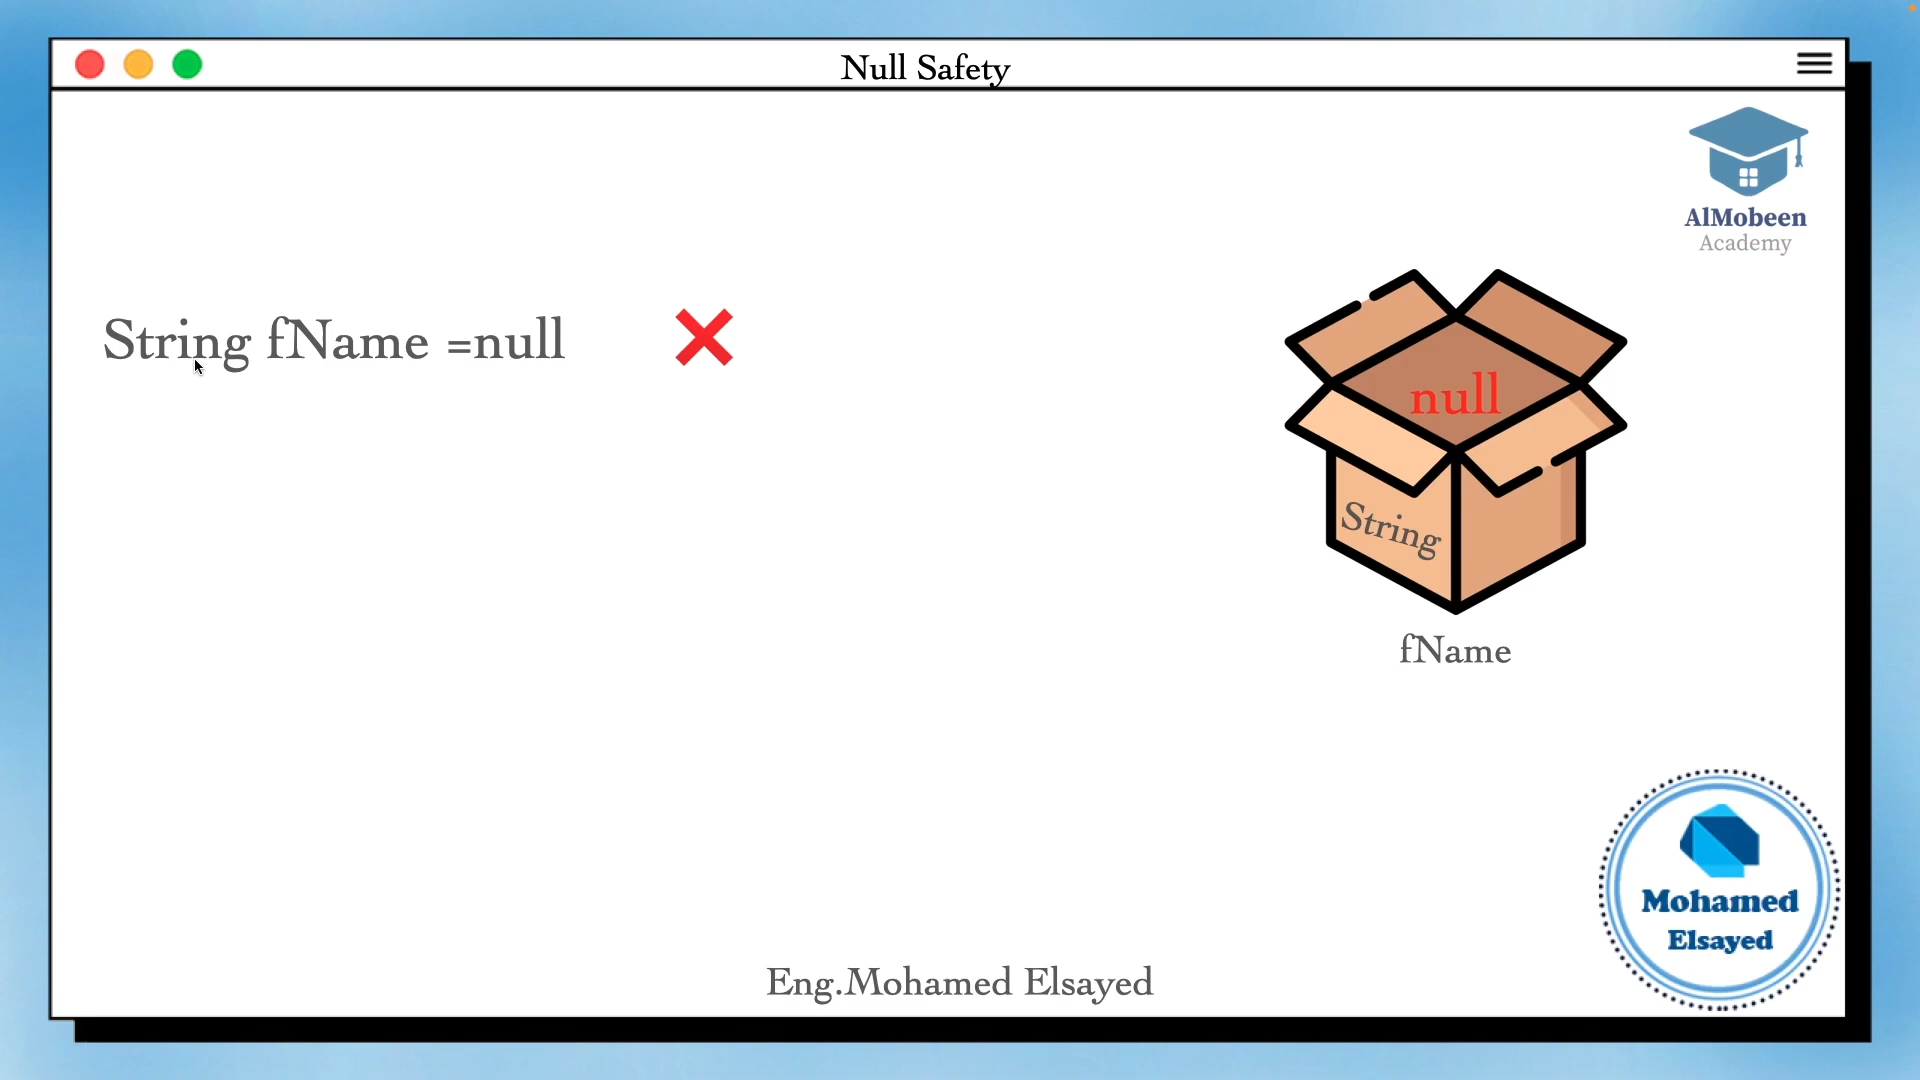 Null Safety
AlMobeen
Academy
String fName =null
null
String
fName
Mohamed
Elsayed
Eng.Mohamed Elsayed